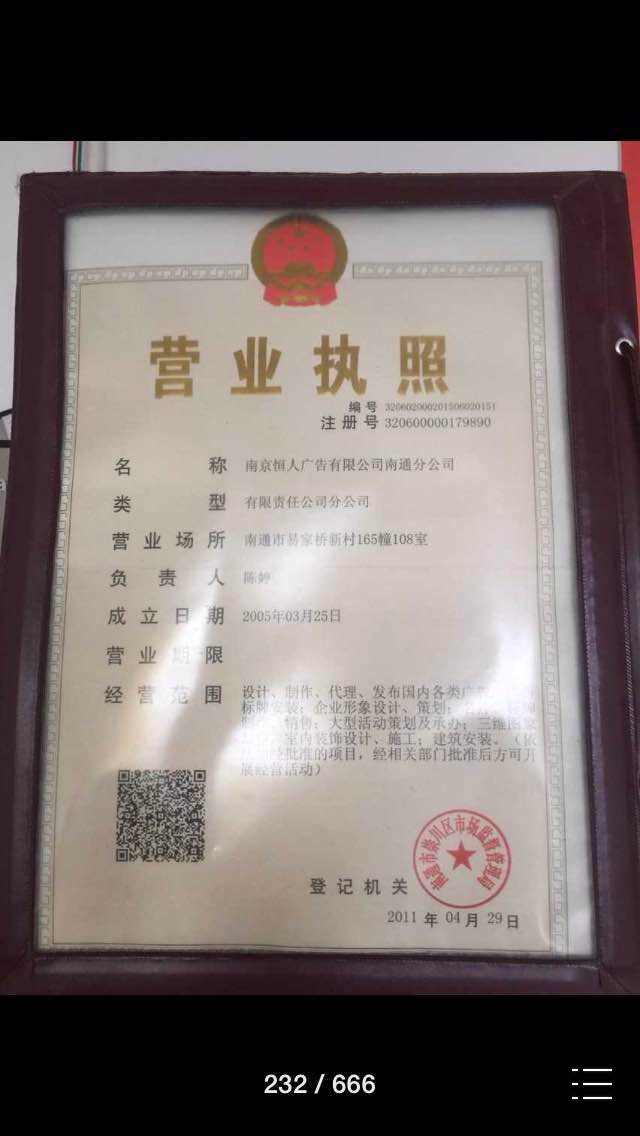 营业执照
编号 320602000201506020151
注册号 320600000179890
名称 南京恒人广告有限公司南通分公司
类型 有限责任公司分公司
营业场所 南通市易家桥新村165幢108室
负责人 陈婷
成立日期 2005年03月25日
营业期限
经营范围 设计、制作、代理、发布国内各类广
标牌安装；企业形象设计、策划；
销售；大型活动策划及承办；三维图文
室内装饰设计、施工；建筑安装。（依
经批准的项目，经相关部门批准后方可开
展经营活动）
南通市崇川区市场监督管理局
登记机关
2011年04月29日
232 / 666